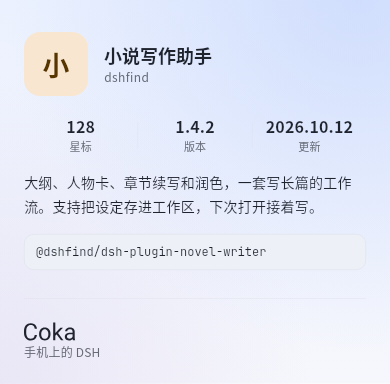 小
小说写作助手
dshfind
128
1.4.2
2026.10.12
星标
版本
更新
大纲、人物卡、章节续写和润色，一套写长篇的工作
流。支持把设定存进工作区，下次打开接着写。
@dshfind/dsh-plugin-novel-writer
Coka
手机上的 DSH